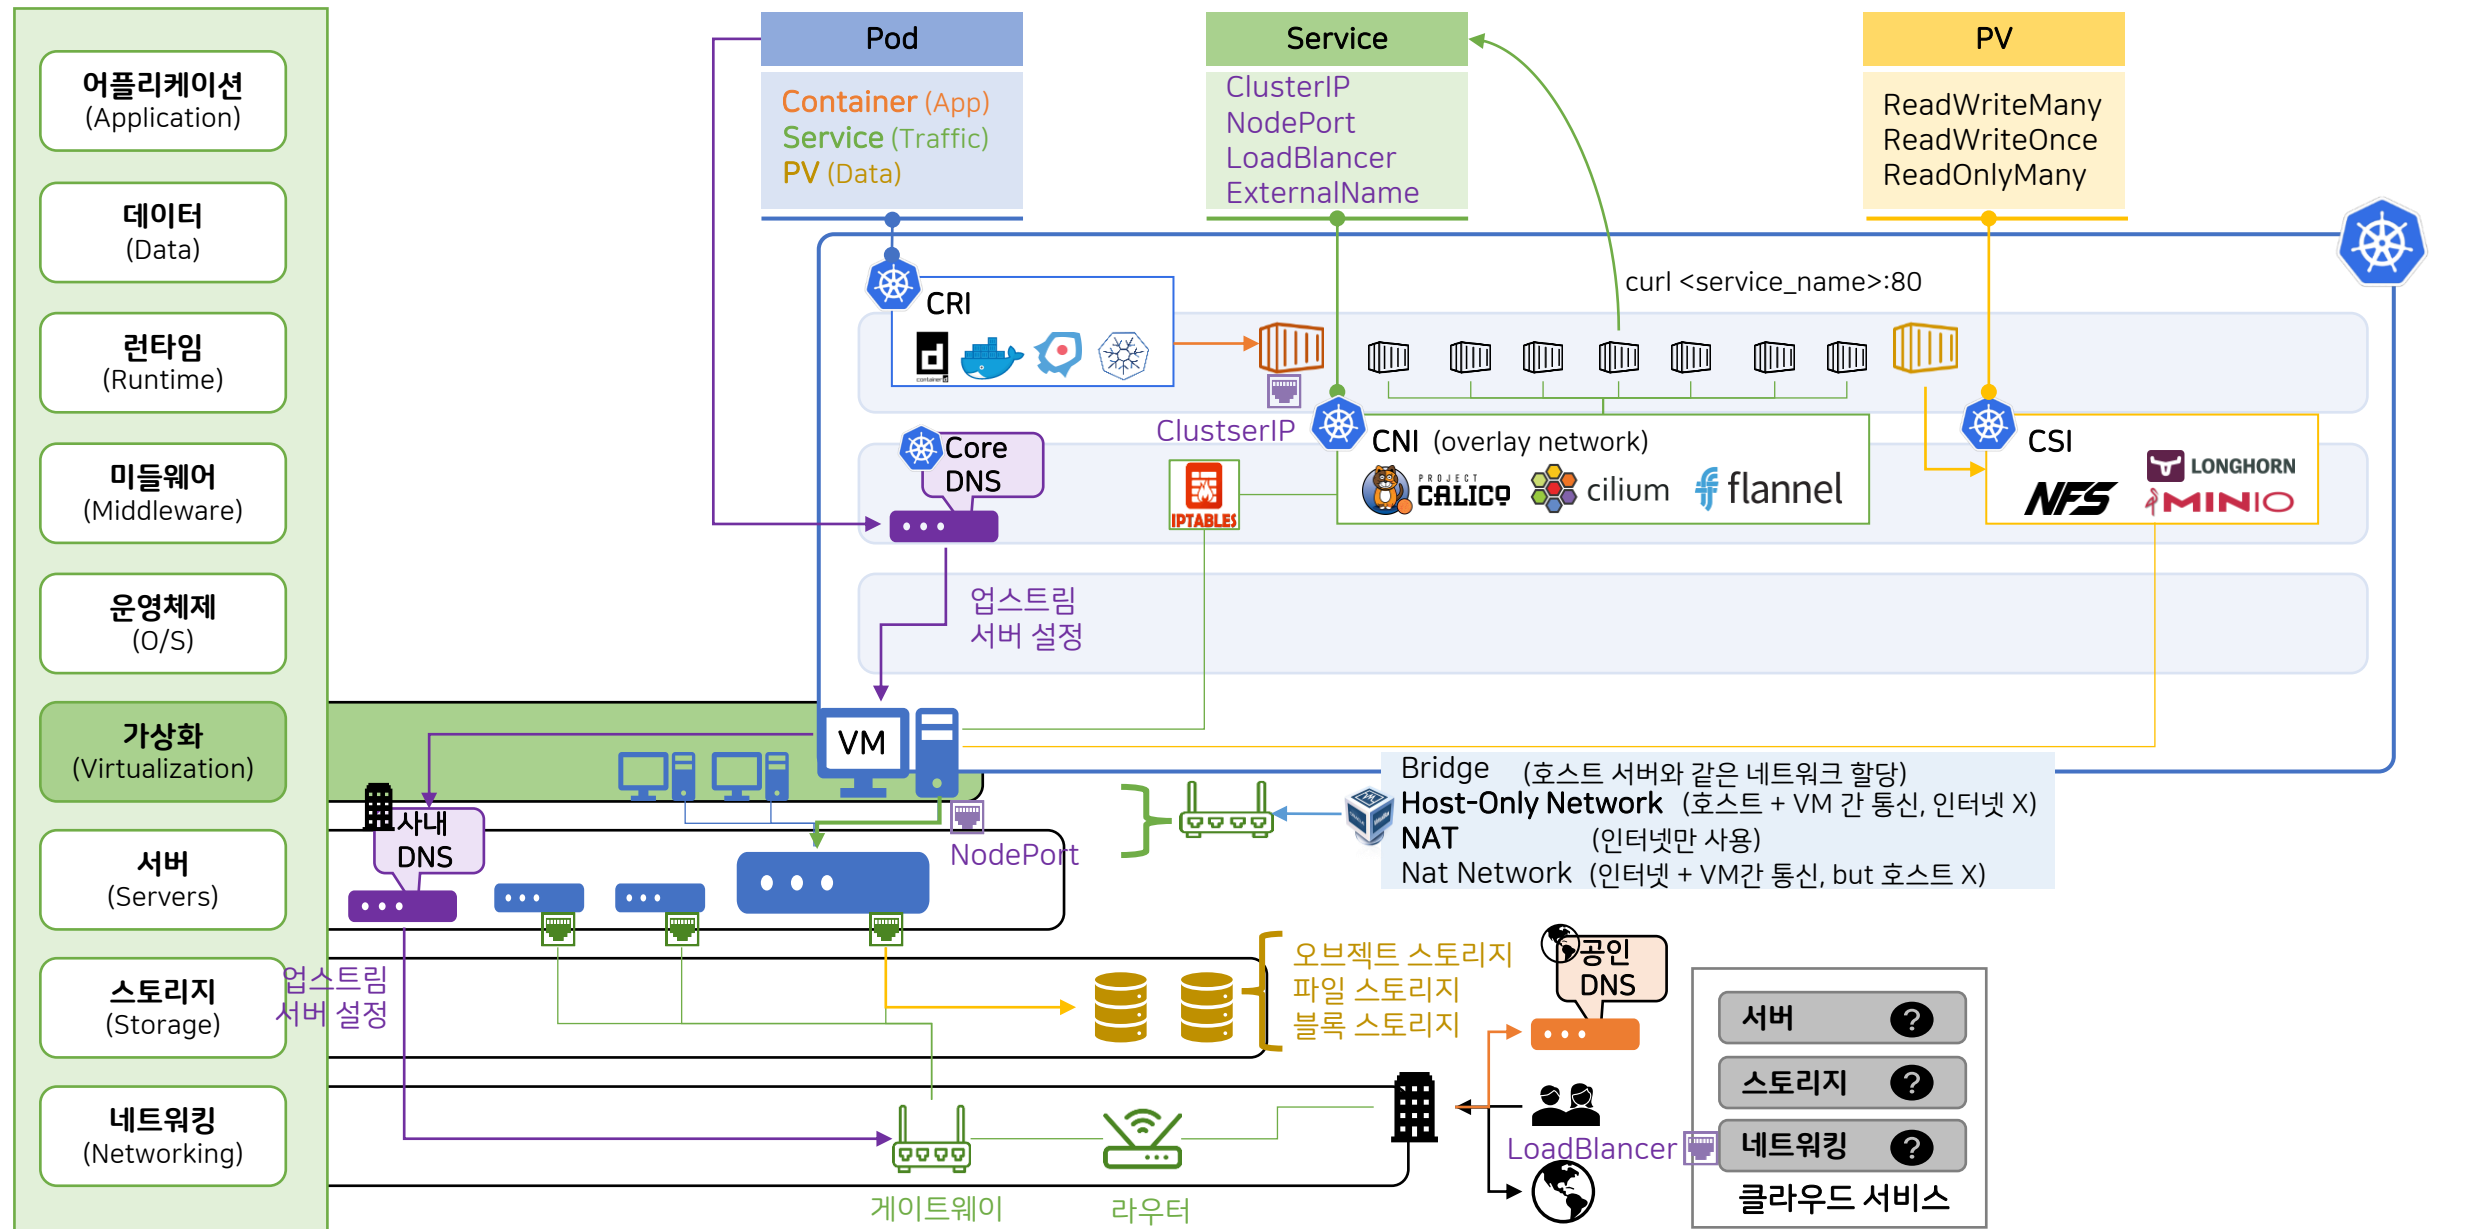 어플리케이션
(Application)
데이터
(Data)
런타임
(Runtime)
미들웨어
(Middleware)
운영체제
(O/S)
가상화
(Virtualization)
서버
(Servers)
스토리지
(Storage)
네트워킹
(Networking)
Pod
Container (App)
Service (Traffic)
PV (Data)
Service
ClusterIP
NodePort
LoadBlancer
ExternalName
PV
ReadWriteMany
ReadWriteOnce
ReadOnlyMany
curl <service_name>:80
CRI
ClustserIP
Core
DNS
IPTABLES
CNI (overlay network)
PROJECT
CALICO
cilium
flannel
CSI
NFS
LONGHORN
MINIO
업스트림
서버 설정
VM
사내
DNS
NodePort
Bridge (호스트 서버와 같은 네트워크 할당)
Host-Only Network (호스트 + VM 간 통신, 인터넷 X)
NAT (인터넷만 사용)
Nat Network (인터넷 + VM간 통신, but 호스트 X)
업스트림
서버 설정
오브젝트 스토리지
파일 스토리지
블록 스토리지
공인
DNS
LoadBlancer
게이트웨이
라우터
서버 ?
스토리지 ?
네트워킹 ?
클라우드 서비스